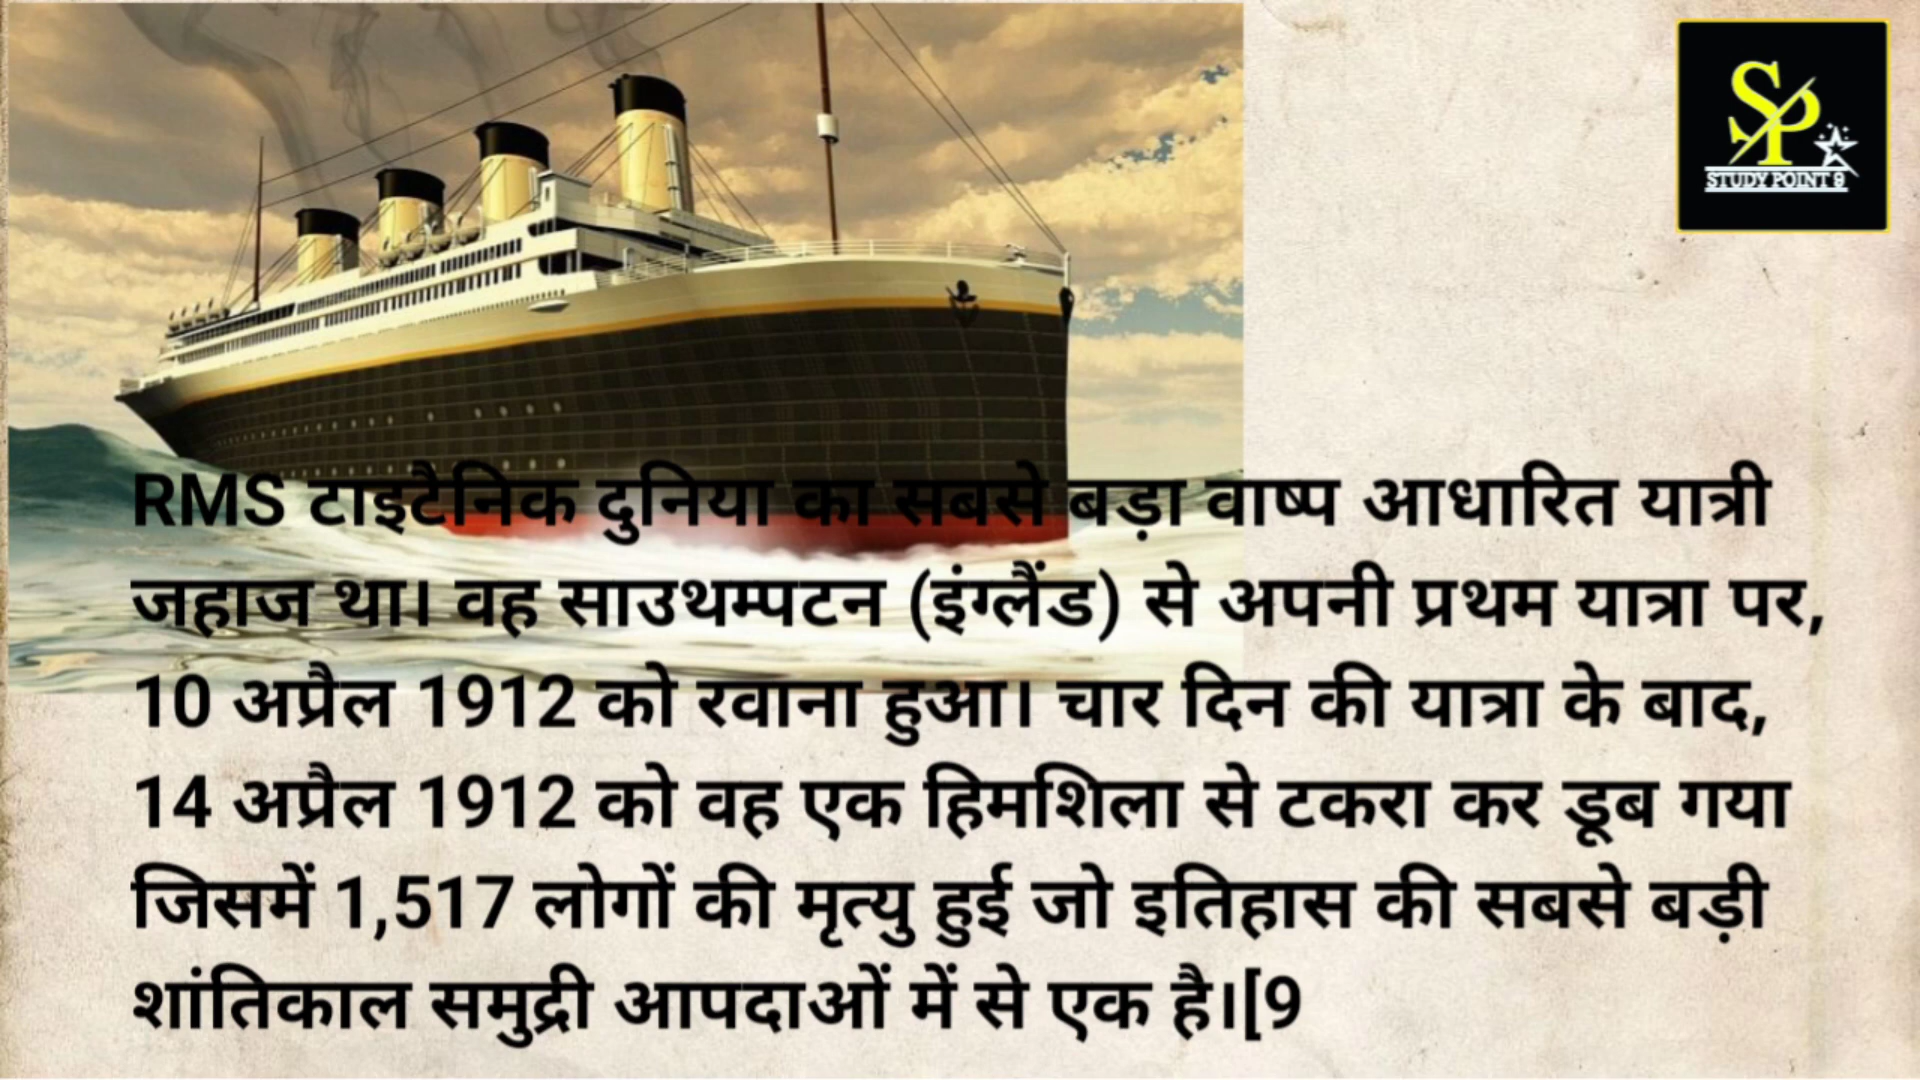 SP
STUDY POINT 9
RMS टाइटैनिक दुनिया का सबसे बड़ा वाष्प आधारित यात्री
जहाज था। वह साउथम्पटन (इंग्लैंड) से अपनी प्रथम यात्रा पर,
10 अप्रैल 1912 को रवाना हुआ। चार दिन की यात्रा के बाद,
14 अप्रैल 1912 को वह एक हिमशिला से टकरा कर डूब गया
जिसमें 1,517 लोगों की मृत्यु हुई जो इतिहास की सबसे बड़ी
शांतिकाल समुद्री आपदाओं में से एक है।[9